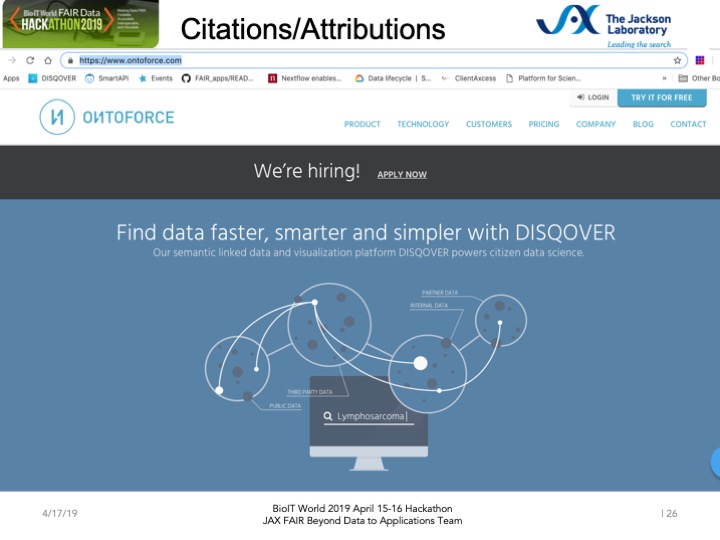 BioIT World FAIR Data
HACKATHON2019
Citations/Attributions
JAX The Jackson
Laboratory
Leading the search
https://www.ontoforce.com
Apps DISQOVER SmartAPI Events FAIR_apps/READ... Nextflow enables... Data lifecycle | S... ClientAxcess Platform for Scien... » Other Bo
LOGIN TRY IT FOR FREE
ONTOFORCE
PRODUCT TECHNOLOGY CUSTOMERS PRICING COMPANY BLOG CONTACT
We're hiring! APPLY NOW
Find data faster, smarter and simpler with DISQOVER
Our semantic linked data and visualization platform DISQOVER powers citizen data science.
PARTNER DATA
INTERNAL DATA
THIRD PARTY DATA
PUBLIC DATA
Lymphosarcoma|
4/17/19
BioIT World 2019 April 15-16 Hackathon
JAX FAIR Beyond Data to Applications Team
| 26